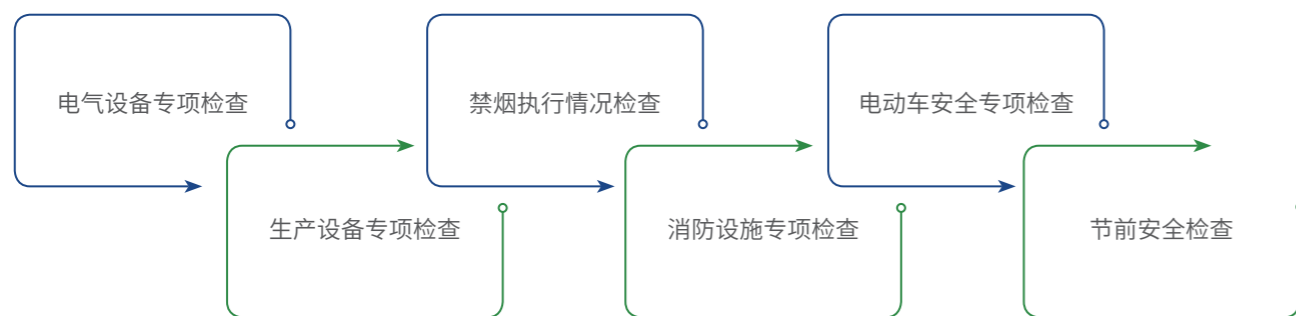 电气设备专项检查
生产设备专项检查
禁烟执行情况检查
消防设施专项检查
电动车安全专项检查
节前安全检查